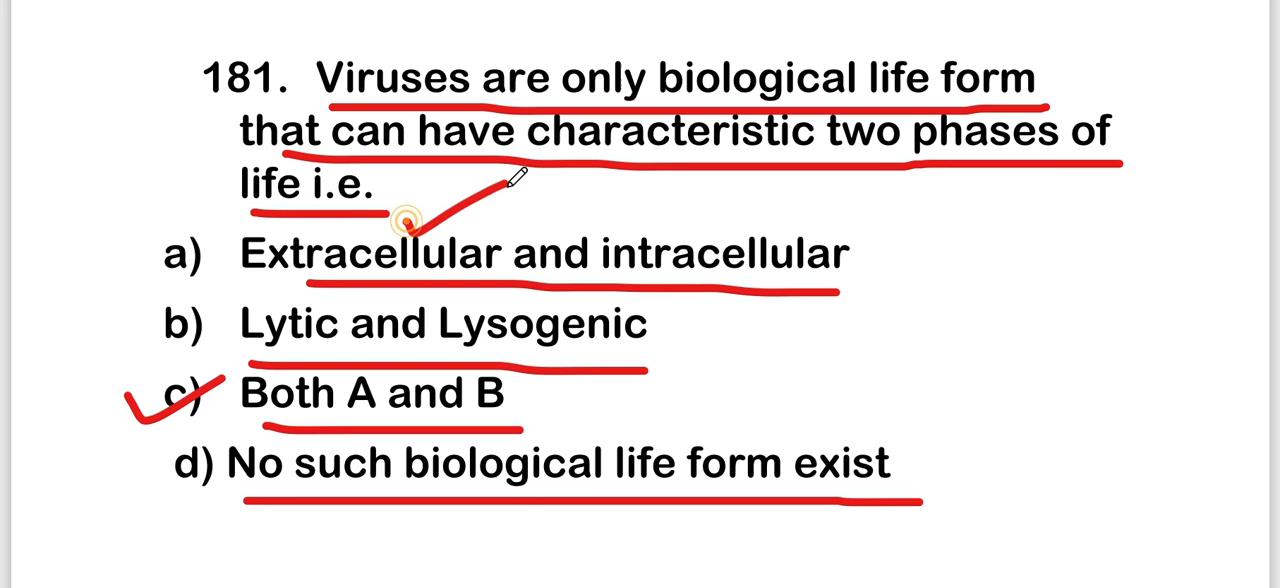 181. Viruses are only biological life form
that can have characteristic two phases of
life i.e.
a) Extracellular and intracellular
b) Lytic and Lysogenic
c) Both A and B
d) No such biological life form exist